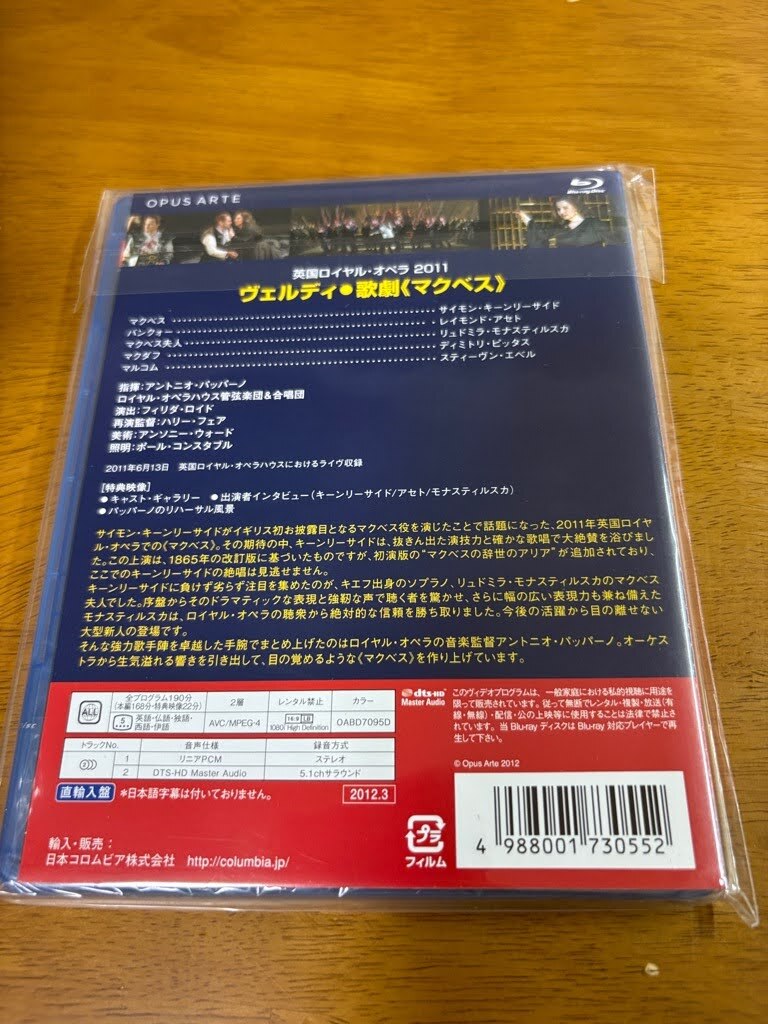 OPUS ARTE
Blu-ray Disc
英国ロイヤル・オペラ 2011
ヴェルディ●歌劇《マクベス》
マクベス サイモン・キーンリーサイド
バンクォー レイモンド・アセト
マクベス夫人 リュドミラ・モナスティルスカ
マクダフ ディミトリ・ピッタス
マルコム スティーヴン・エベル
指揮:アントニオ・パッパーノ
ロイヤル・オペラハウス管弦楽団&合唱団
演出:フィリダ・ロイド
再演監督:ハリー・フェア
美術:アンソニー・ウォード
照明:ポール・コンスタブル
2011年6月13日 英国ロイヤル・オペラハウスにおけるライヴ収録
[特典映像]
●キャスト・ギャラリー ●出演者インタビュー(キーンリーサイド/アセト/モナスティルスカ)
●パッパーノのリハーサル風景
サイモン・キーンリーサイドがイギリス初お披露目となるマクベス役を演じたことで話題になった、2011年英国ロイヤ
ル・オペラでの《マクベス》。その期待の中、キーンリーサイドは、抜きん出た演技力と確かな歌唱で大絶賛を浴びまし
た。この上演は、1865年の改訂版に基づいたものですが、初演版の“マクベスの辞世のアリア”が追加されており、
ここでのキーンリーサイドの絶唱は見逃せません。
キーンリーサイドに負けず劣らず注目を集めたのが、キエフ出身のソプラノ、リュドミラ・モナスティルスカのマクベス
夫人でした。序盤からそのドラマティックな表現と強靭な声で聴く者を驚かせ、さらに幅の広い表現力も兼ね備えた
モナスティルスカは、ロイヤル・オペラの聴衆から絶対的な信頼を勝ち取りました。今後の活躍から目の離せない
大型新人の登場です。
そんな強力歌手陣を卓越した手腕でまとめ上げたのはロイヤル・オペラの音楽監督アントニオ・パッパーノ。オーケス
トラから生気溢れる響きを引き出して、目の覚めるような《マクベス》を作り上げています。
ALL
全プログラム190分
(本編168分・特典映像22分)
2層
レンタル禁止
カラー
5 英語・仏語・独語・
西語・伊語
AVC/MPEG-4
16:9 LB
1080i High Definition
OABD7095D
トラックNo. 音声仕様 録音方式
1 リニアPCM ステレオ
2 DTS-HD Master Audio 5.1chサラウンド
直輸入盤 *日本語字幕は付いておりません。 2012.3
輸入・販売:
日本コロムビア株式会社 http://columbia.jp/
dts-HD
Master Audio
このヴィデオプログラムは、一般家庭における私的視聴に用途を
限って販売されています。従って無断でレンタル・複製・放送(有
線・無線)・配信・公の上映等に使用することは法律で禁止され
ています。当 Blu-ray ディスクは Blu-ray 対応プレイヤーで再
生して下さい。
© Opus Arte 2012
プラ
フィルム
4 988001 730552